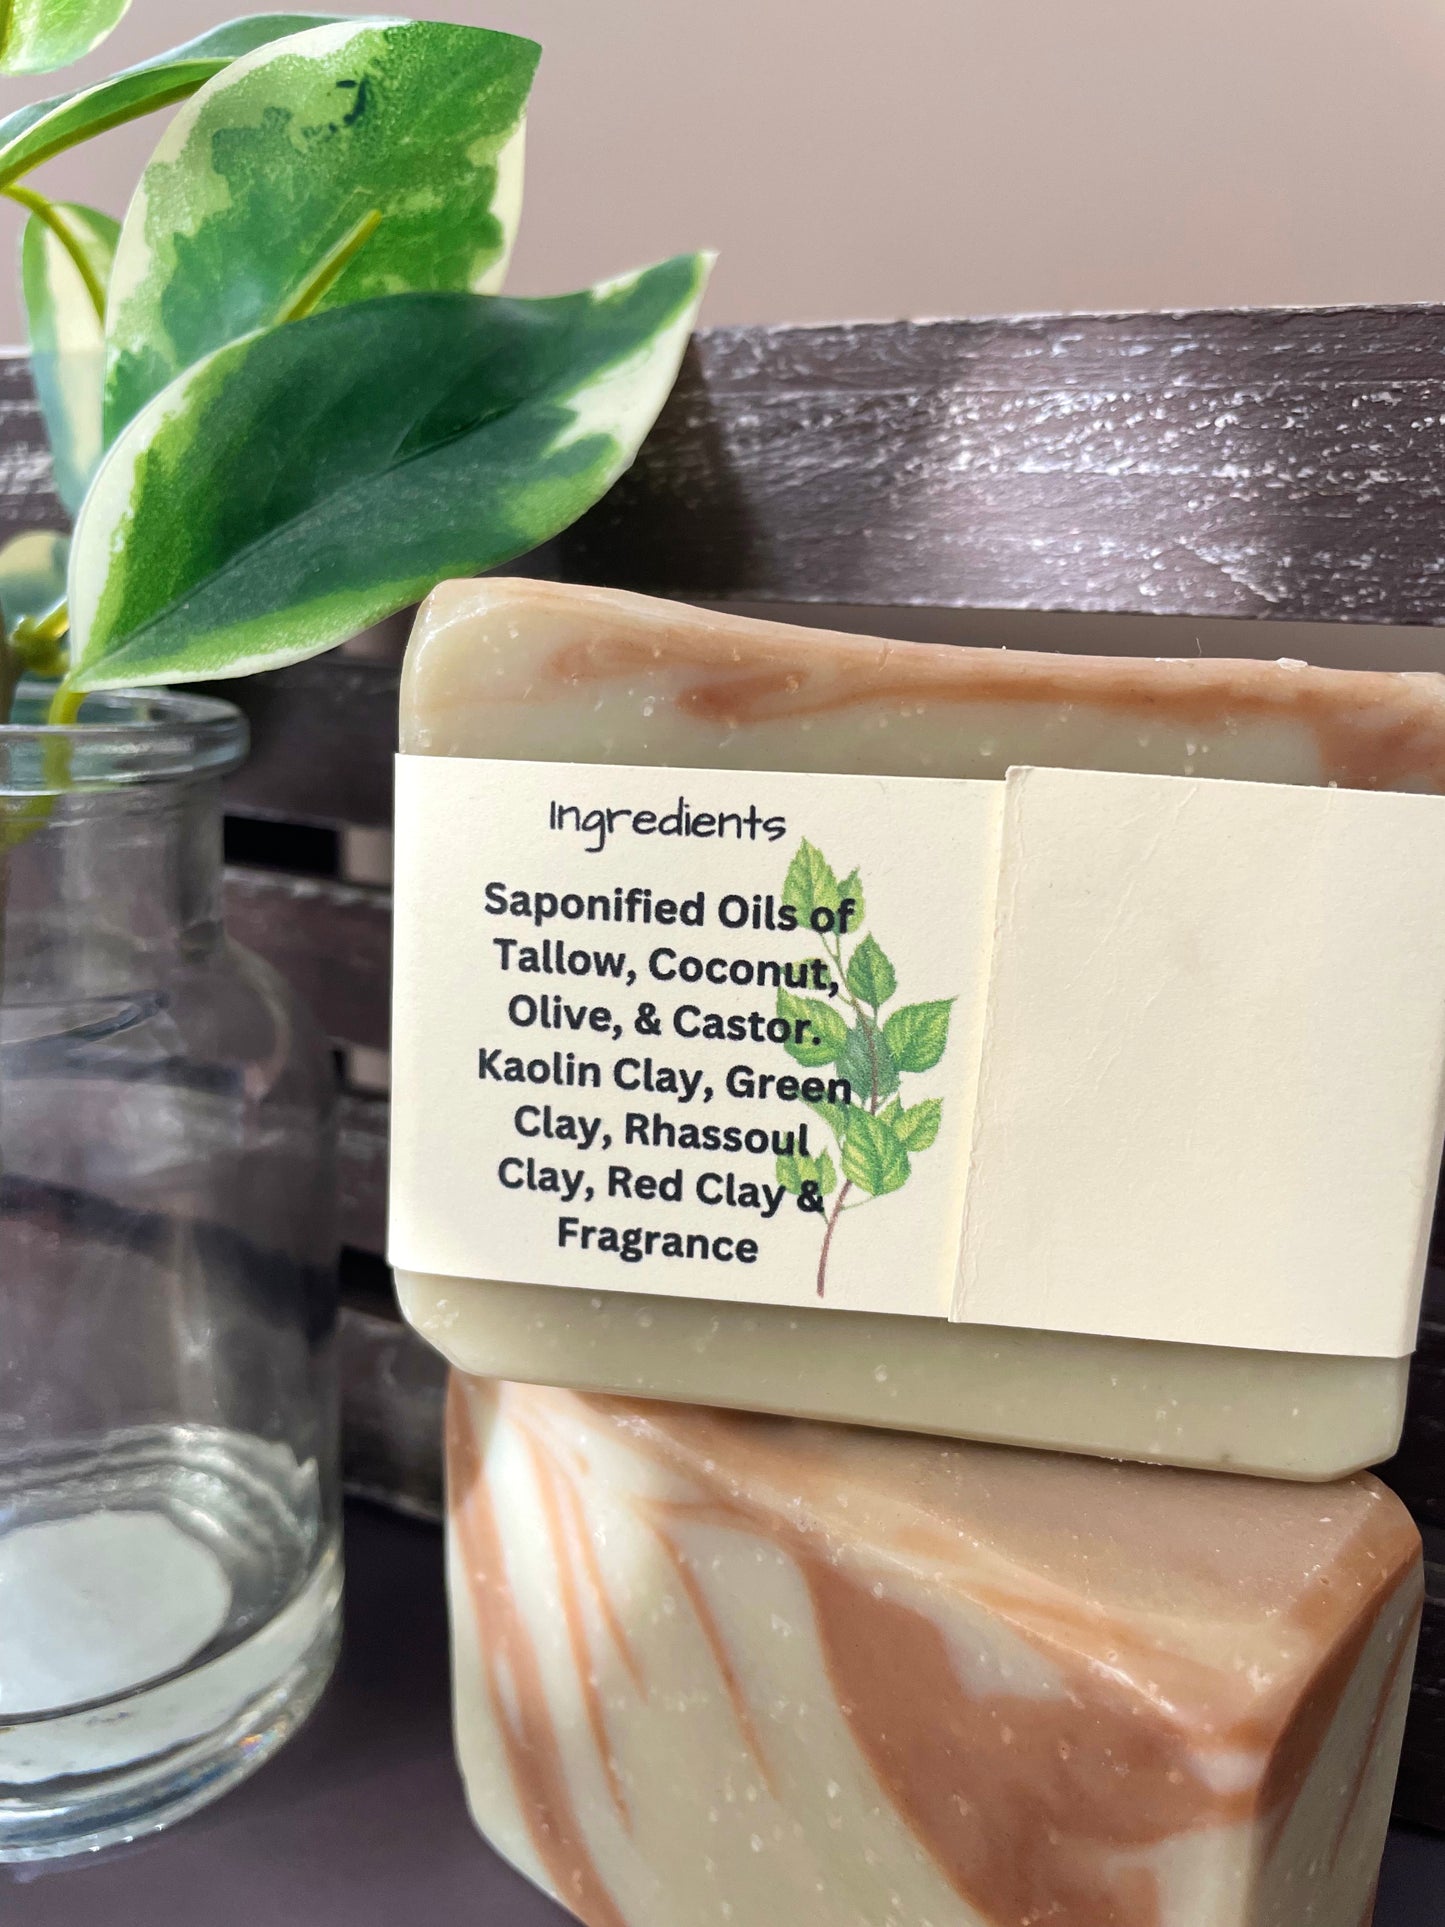 Ingredients
Saponified Oils of
Tallow, Coconut,
Olive, & Castor.
Kaolin Clay, Green
Clay, Rhassoul
Clay, Red Clay &
Fragrance